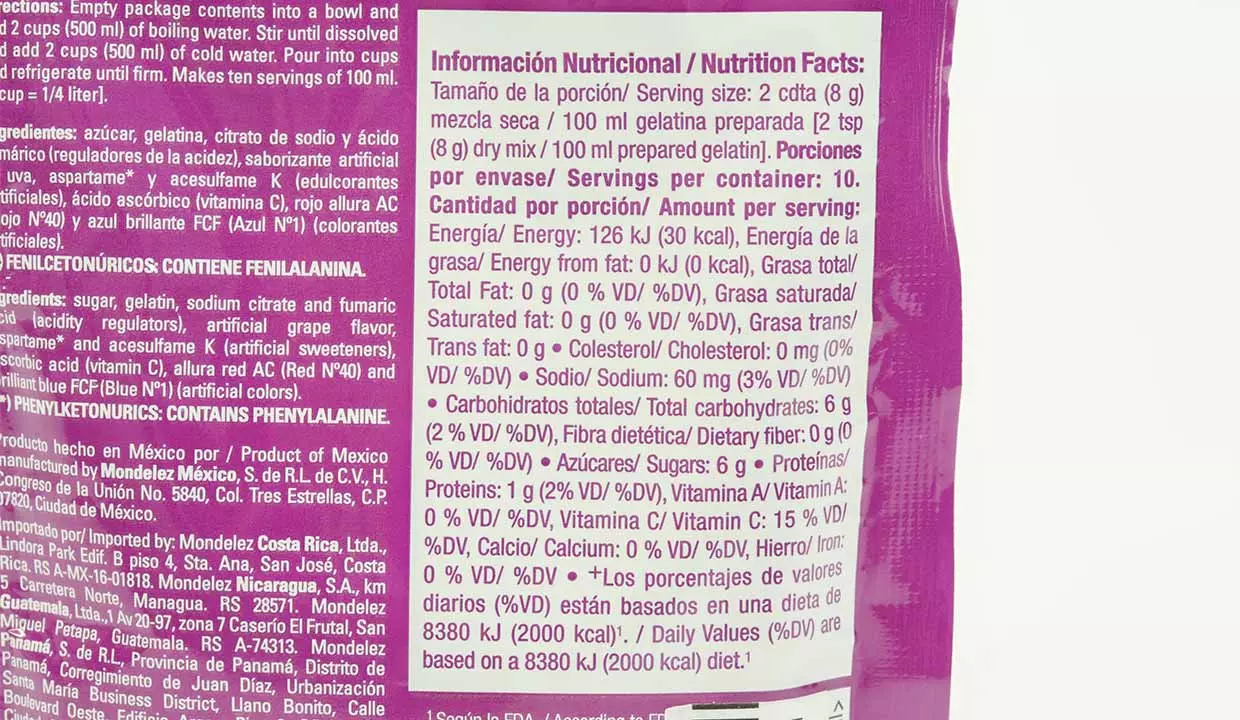 rections: Empty package contents into a bowl and
d 2 cups (500 ml) of boiling water. Stir until dissolved
d add 2 cups (500 ml) of cold water. Pour into cups
d refrigerate until firm. Makes ten servings of 100 ml.
cup = 1/4 liter].
gredientes: azúcar, gelatina, citrato de sodio y ácido
márico (reguladores de la acidez), saborizante artificial
uva, aspartame* y acesulfame K (edulcorantes
tificiales), ácido ascórbico (vitamina C), rojo allura AC
ojo Nº40) y azul brillante FCF (Azul Nº1) (colorantes
tificiales).
) FENILCETONÚRICOS: CONTIENE FENILALANINA.
gredients: sugar, gelatin, sodium citrate and fumaric
cid (acidity regulators), artificial grape flavor,
spartame* and acesulfame K (artificial sweeteners),
scorbic acid (vitamin C), allura red AC (Red Nº40) and
rilliant blue FCF (Blue Nº1) (artificial colors).
*) PHENYLKETONURICS: CONTAINS PHENYLALANINE.
Producto hecho en México por / Product of Mexico
manufactured by Mondelez México, S. de R.L. de C.V., H.
Congreso de la Unión No. 5840, Col. Tres Estrellas, C.P.
07820, Ciudad de México.
Importado por/ Imported by: Mondelez Costa Rica, Ltda.,
Lindora Park Edif. B piso 4, Sta. Ana, San José, Costa
Rica. RS A-MX-16-01818. Mondelez Nicaragua, S.A., km
5 Carretera Norte, Managua. RS 28571. Mondelez
Guatemala, Ltda.,1 Av 20-97, zona 7 Caserío El Frutal, San
Miguel Petapa, Guatemala. RS A-74313. Mondelez
Panamá, S. de R.L, Provincia de Panamá, Distrito de
Panamá, Corregimiento de Juan Díaz, Urbanización
Santa María Business District, Llano Bonito, Calle
Boulevard Oeste,
Información Nutricional / Nutrition Facts:
Tamaño de la porción/ Serving size: 2 cdta (8 g)
mezcla seca / 100 ml gelatina preparada [2 tsp
(8 g) dry mix / 100 ml prepared gelatin]. Porciones
por envase/ Servings per container: 10.
Cantidad por porción/ Amount per serving:
Energía/ Energy: 126 kJ (30 kcal), Energía de la
grasa/ Energy from fat: 0 kJ (0 kcal), Grasa total/
Total Fat: 0 g (0 % VD/ %DV), Grasa saturada/
Saturated fat: 0 g (0 % VD/ %DV), Grasa trans/
Trans fat: 0 g • Colesterol/ Cholesterol: 0 mg (0%
VD/ %DV) • Sodio/ Sodium: 60 mg (3% VD/ %DV)
• Carbohidratos totales/ Total carbohydrates: 6 g
(2 % VD/ %DV), Fibra dietética/ Dietary fiber: 0 g (0
% VD/ %DV) • Azúcares/ Sugars: 6 g • Proteínas/
Proteins: 1 g (2% VD/ %DV), Vitamina A/ Vitamin A:
0 % VD/ %DV, Vitamina C/ Vitamin C: 15 % VD/
%DV, Calcio/ Calcium: 0 % VD/ %DV, Hierro/ Iron:
0 % VD/ %DV • +Los porcentajes de valores
diarios (%VD) están basados en una dieta de
8380 kJ (2000 kcal)¹. / Daily Values (%DV) are
based on a 8380 kJ (2000 kcal) diet.¹
¹ Según la FDA. / According to